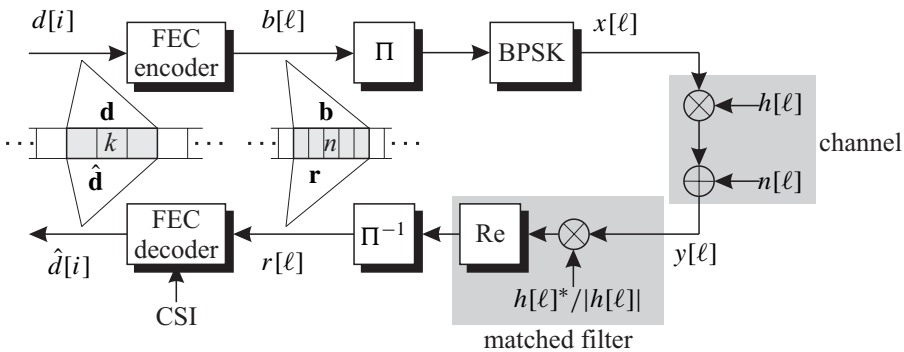 d[i]
FEC
encoder
b[ℓ]
Π
BPSK
x[ℓ]
h[ℓ]
channel
n[ℓ]
d
··· k ···
d̂
b
··· n ···
r
d̂[i]
FEC
decoder
CSI
r[ℓ]
Π⁻¹
Re
h[ℓ]*/|h[ℓ]|
matched filter
y[ℓ]